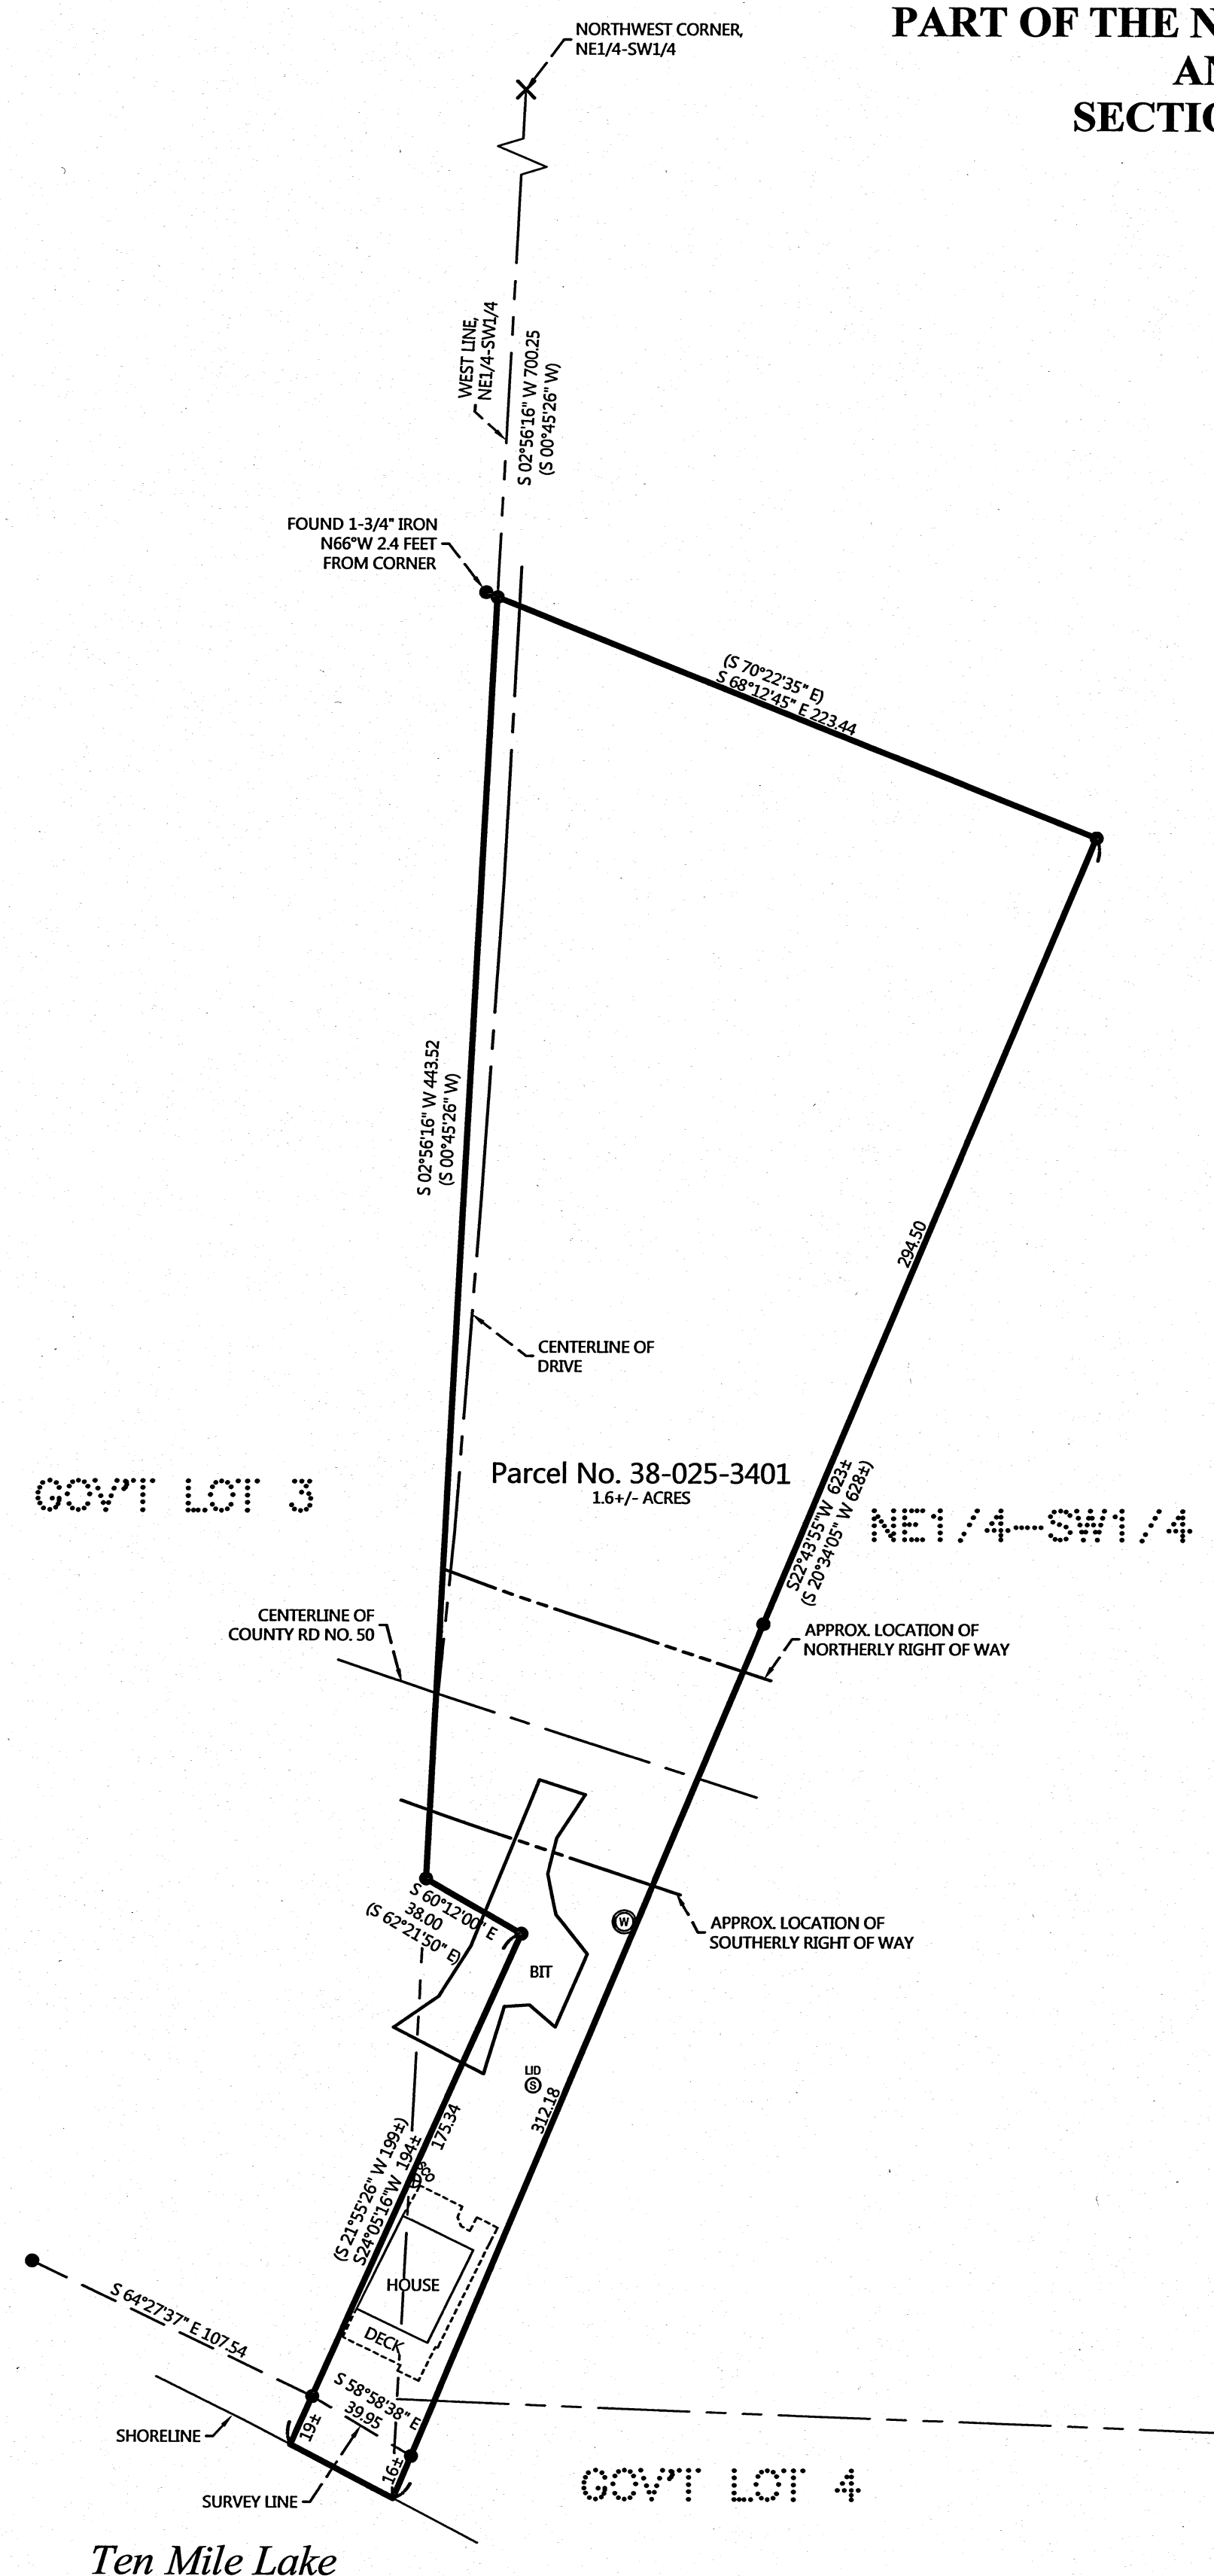 PART OF THE N
AN
SECTIO
NORTHWEST CORNER,
NE1/4-SW1/4
WEST LINE,
NE1/4-SW1/4
S 02°56'16" W 700.25
(S 00°45'26" W)
FOUND 1-3/4" IRON
N66°W 2.4 FEET
FROM CORNER
(S 70°22'35" E)
S 68°12'45" E 223.44
S 02°56'16" W 443.52
(S 00°45'26" W)
294.50
CENTERLINE OF
DRIVE
Parcel No. 38-025-3401
1.6+/- ACRES
GOV'T LOT 3
NE1/4-SW1/4
S22°43'55"W 623±
(S 20°34'05" W 628±)
CENTERLINE OF
COUNTY RD NO. 50
APPROX. LOCATION OF
NORTHERLY RIGHT OF WAY
S 60°12'00" E
38.00
(S 62°21'50" E)
W
APPROX. LOCATION OF
SOUTHERLY RIGHT OF WAY
BIT
LID
S
312.18
175.34
(S 21°55'26" W 199±)
S24°05'16"W 194±
SCO
HOUSE
DECK
S 64°27'37" E 107.54
S 58°58'38" E
39.95
19±
16±
SHORELINE
SURVEY LINE
GOV'T LOT 4
Ten Mile Lake